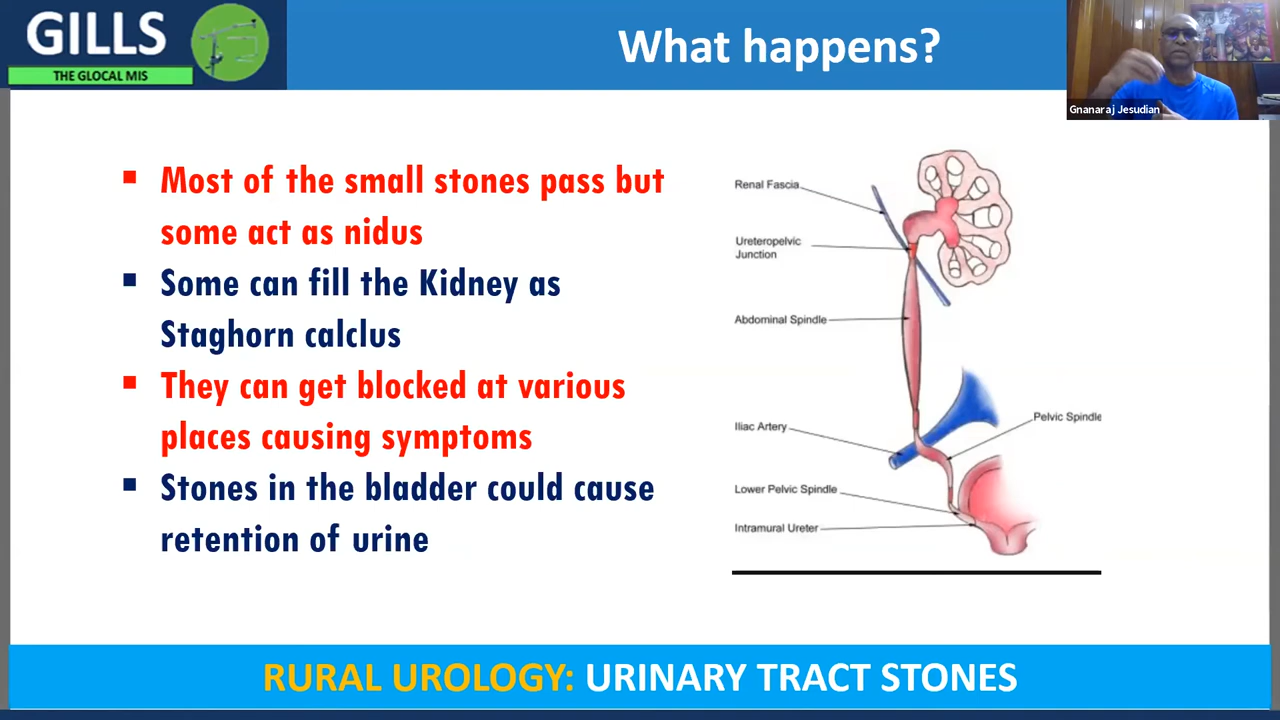 GILLS
THE GLOCAL MIS
What happens?
Gnanaraj Jesudian
▪ Most of the small stones pass but
some act as nidus
▪ Some can fill the Kidney as
Staghorn calclus
▪ They can get blocked at various
places causing symptoms
▪ Stones in the bladder could cause
retention of urine
Renal Fascia
Ureteropelvic
Junction
Abdominal Spindle
Iliac Artery
Pelvic Spindle
Lower Pelvic Spindle
Intramural Ureter
RURAL UROLOGY: URINARY TRACT STONES